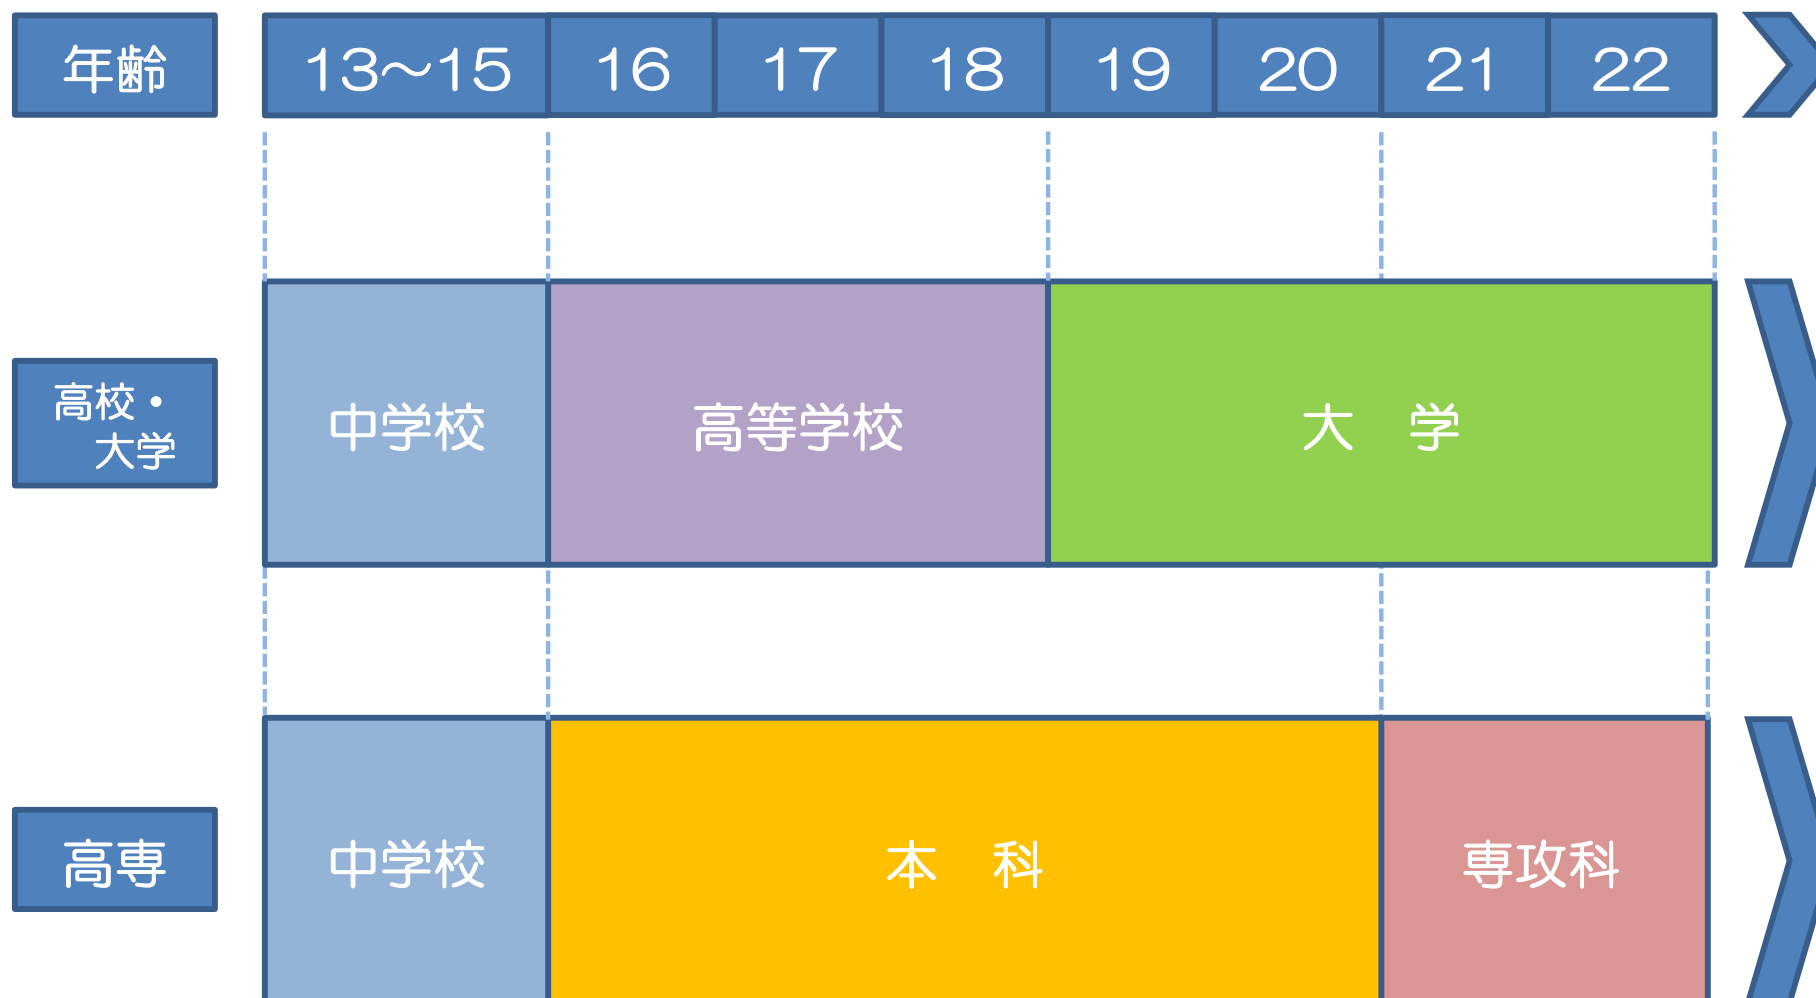 年齢
13～15 16 17 18 19 20 21 22
高校・
大学
中学校 高等学校 大　学
高専
中学校 本　科 専攻科